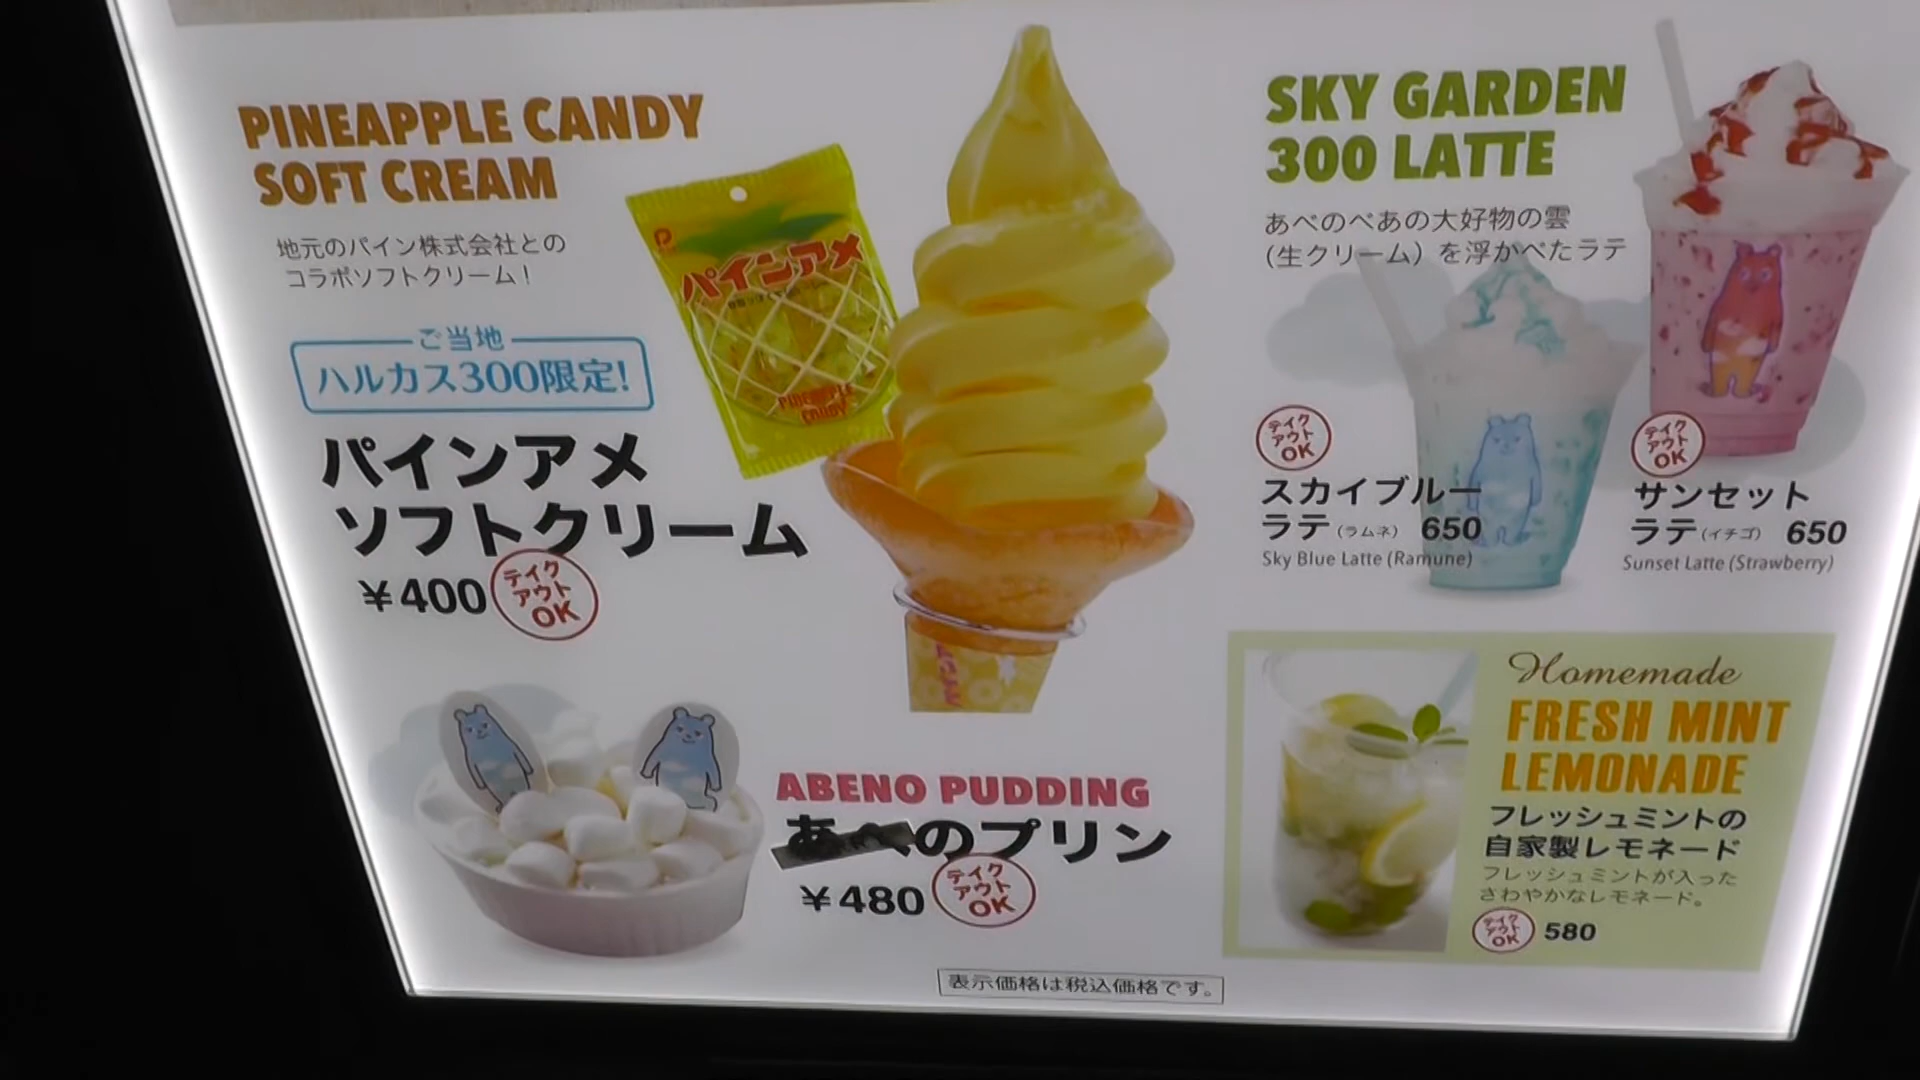 PINEAPPLE CANDY
SOFT CREAM
地元のパイン株式会社との
コラボソフトクリーム！
ご当地
ハルカス300限定!
パインアメ
ソフトクリーム
¥400
テイク
アウト
OK
パインアメ
PINEAPPLE
CANDY
SKY GARDEN
300 LATTE
あべのべあの大好物の雲
(生クリーム) を浮かべたラテ
テイク
アウト
OK
スカイブルー
ラテ (ラムネ) 650
Sky Blue Latte (Ramune)
テイク
アウト
OK
サンセット
ラテ (イチゴ) 650
Sunset Latte (Strawberry)
ABENO PUDDING
あべのプリン
¥480
テイク
アウト
OK
Homemade
FRESH MINT
LEMONADE
フレッシュミントの
自家製レモネード
フレッシュミントが入った
さわやかなレモネード。
テイク
アウト
OK
580
表示価格は税込価格です。